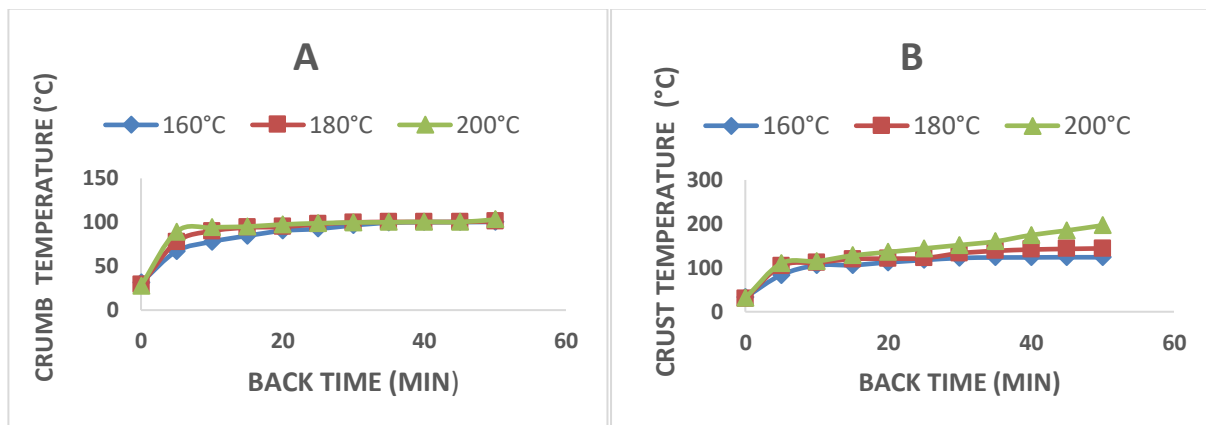 A
160°C 180°C 200°C
CRUMB TEMPERATURE (°C)
150
100
50
0
0 20 40 60
BACK TIME (MIN)
B
160°C 180°C 200°C
CRUST TEMPERATURE (°C)
300
200
100
0
0 20 40 60
BACK TIME (MIN)